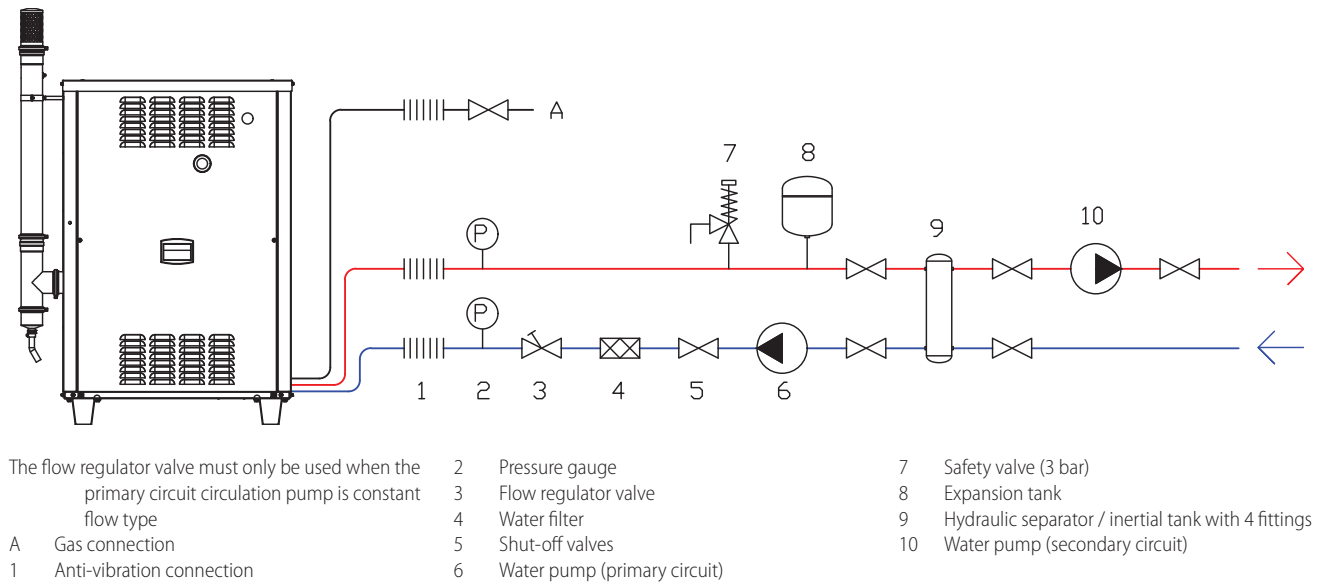 A
7
8
9
10
P
P
1
2
3
4
5
6
The flow regulator valve must only be used when the
primary circuit circulation pump is constant
flow type
A Gas connection
1 Anti-vibration connection
2 Pressure gauge
3 Flow regulator valve
4 Water filter
5 Shut-off valves
6 Water pump (primary circuit)
7 Safety valve (3 bar)
8 Expansion tank
9 Hydraulic separator / inertial tank with 4 fittings
10 Water pump (secondary circuit)